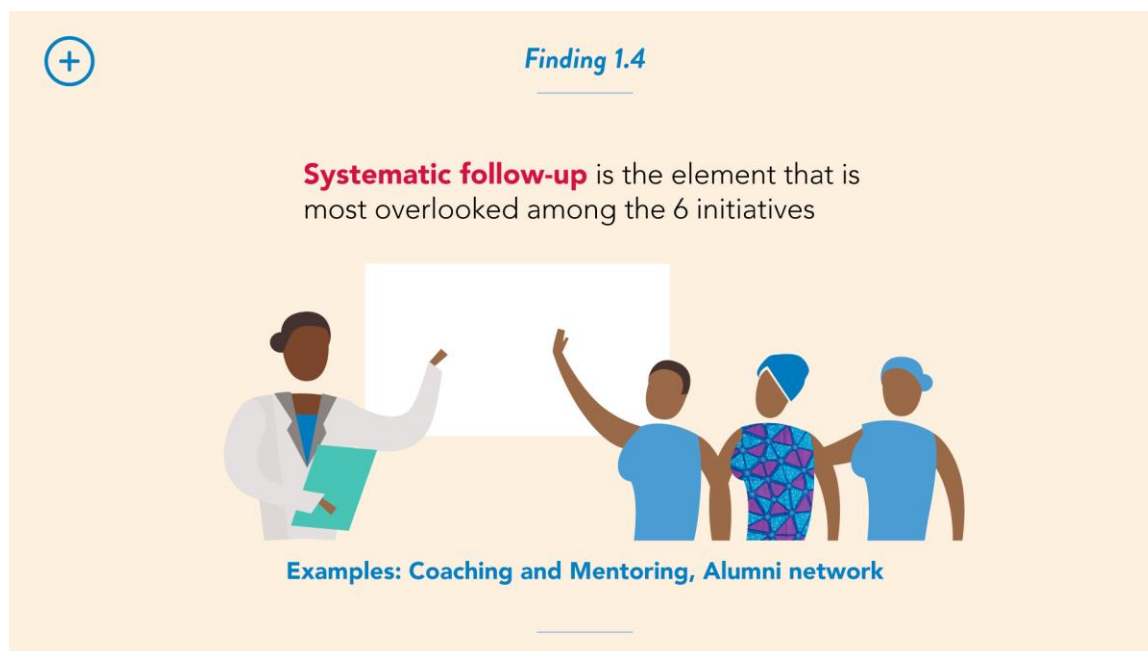 Finding 1.4
Systematic follow-up is the element that is
most overlooked among the 6 initiatives
Examples: Coaching and Mentoring, Alumni network